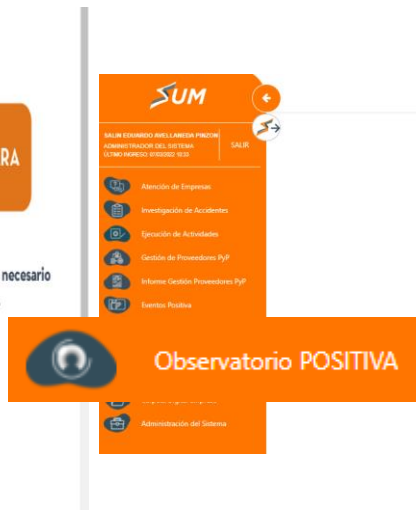 RA
necesario
SUM
SALIM EDUARDO AVELLANEDA PINZON
ADMINISTRADOR DEL SISTEMA
SALIR
Atención de Empresas
Investigación de Accidentes
Ejecución de Actividades
Gestión de Proveedores PyP
Informe Gestión Proveedores PyP
Eventos Positiva
Observatorio POSITIVA
Administración del Sistema